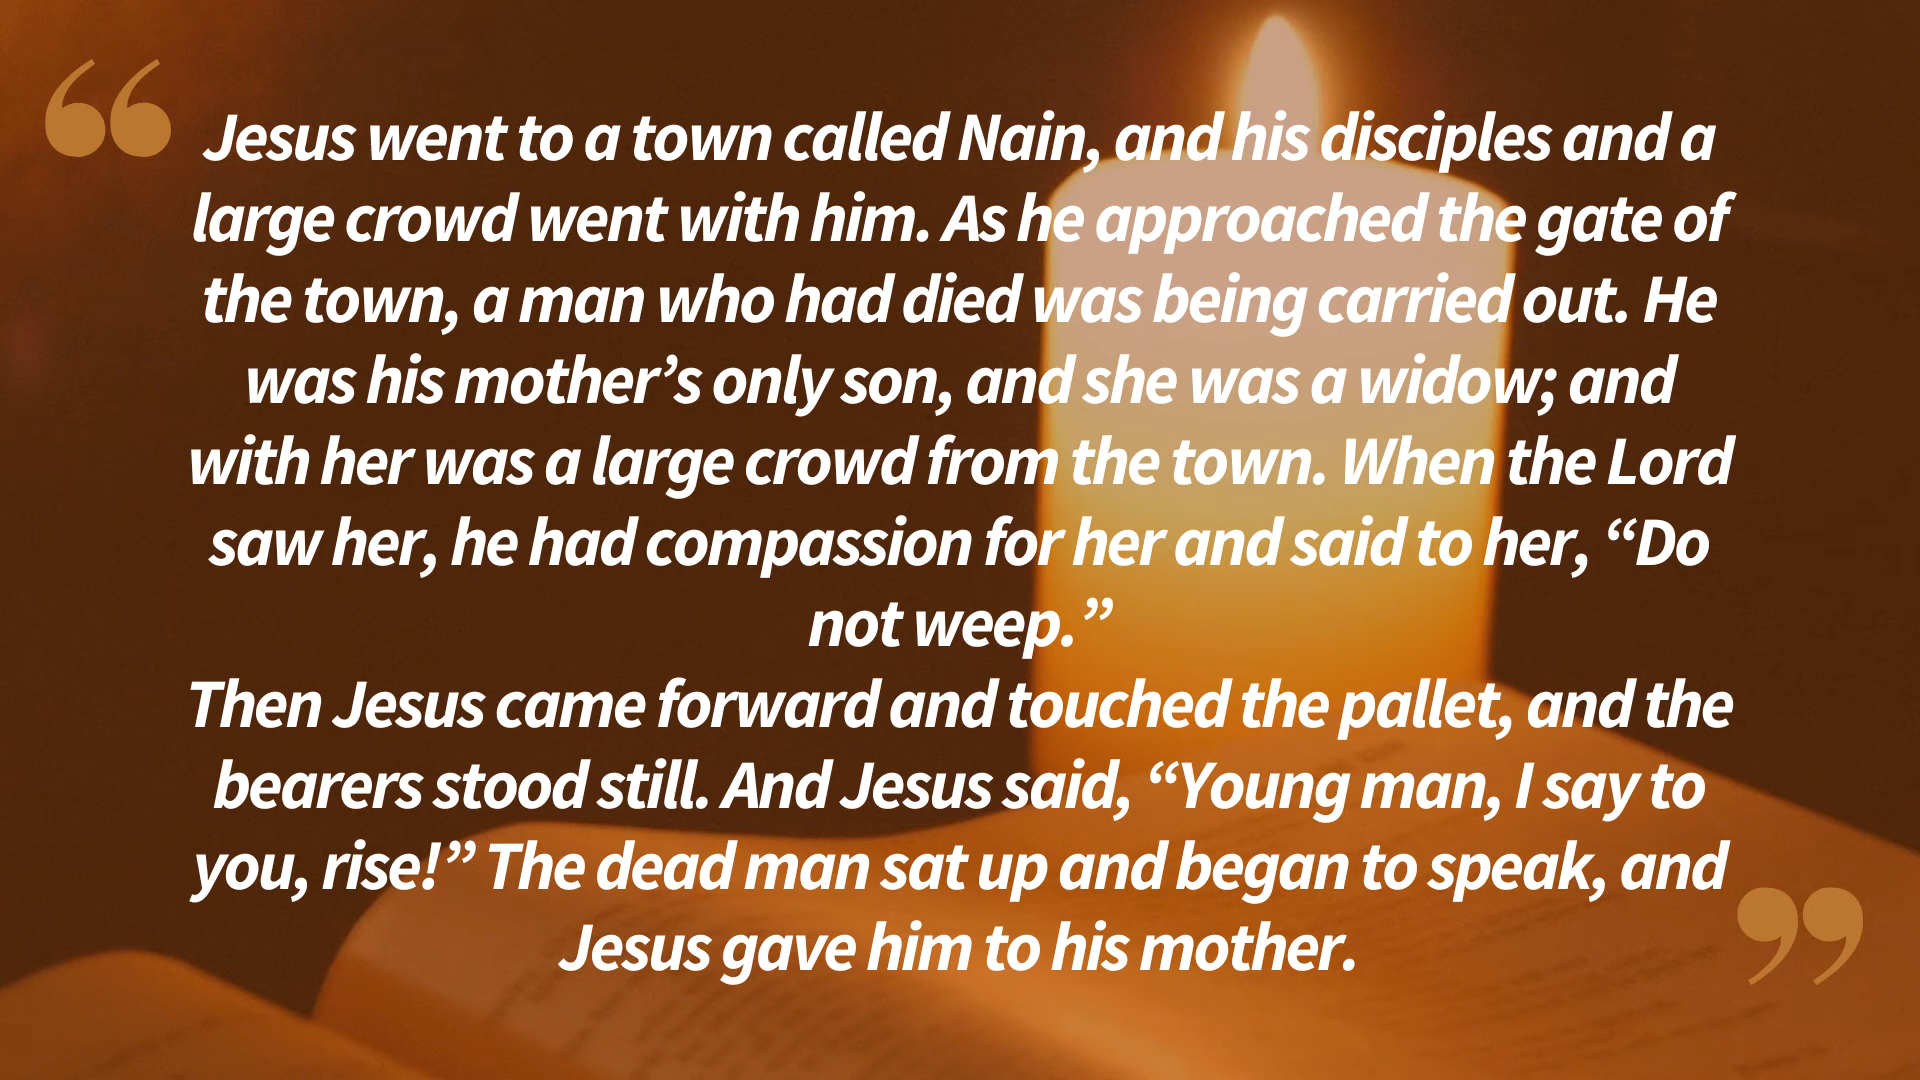 “
Jesus went to a town called Nain, and his disciples and a
large crowd went with him. As he approached the gate of
the town, a man who had died was being carried out. He
was his mother’s only son, and she was a widow; and
with her was a large crowd from the town. When the Lord
saw her, he had compassion for her and said to her, “Do
not weep.”
Then Jesus came forward and touched the pallet, and the
bearers stood still. And Jesus said, “Young man, I say to
you, rise!” The dead man sat up and began to speak, and
Jesus gave him to his mother.
”